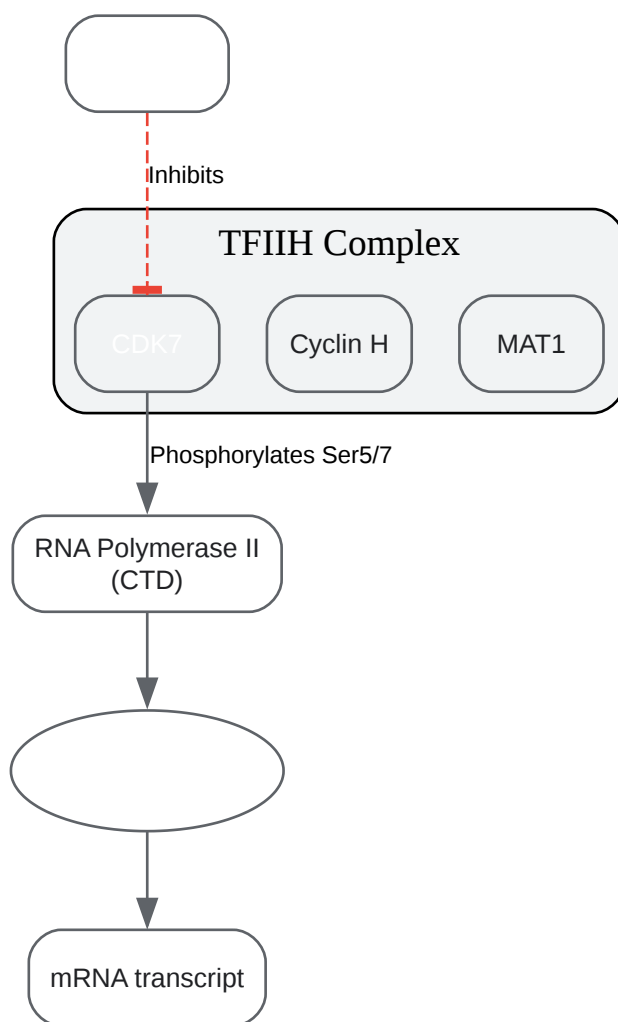 Inhibits
TFIIH Complex
CDK7
Cyclin H
MAT1
Phosphorylates Ser5/7
RNA Polymerase II
(CTD)
mRNA transcript